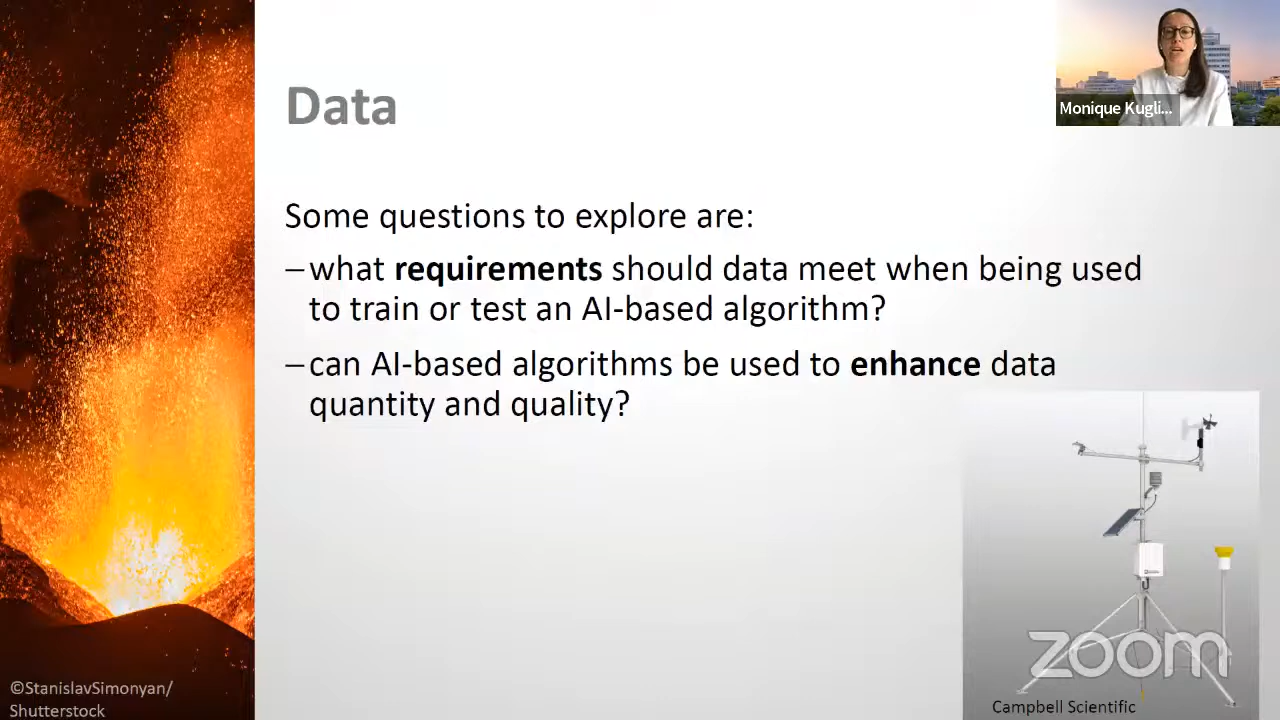 Data
Monique Kugli...
Some questions to explore are:
–what requirements should data meet when being used
to train or test an AI-based algorithm?
–can AI-based algorithms be used to enhance data
quantity and quality?
zoom
Campbell Scientific
©StanislavSimonyan/
Shutterstock